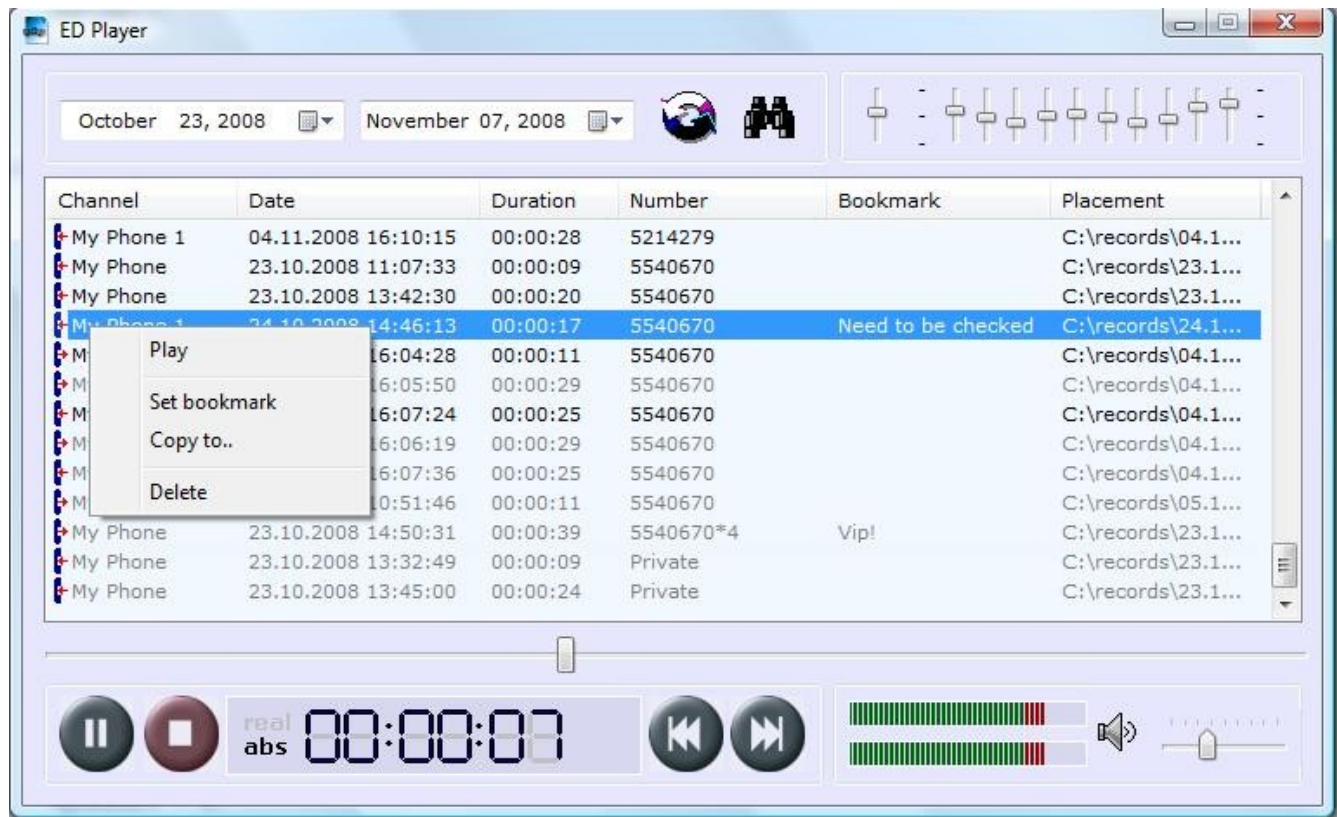 ED Player
October 23, 2008 November 07, 2008
Channel Date Duration Number Bookmark Placement
My Phone 1 04.11.2008 16:10:15 00:00:28 5214279 C:\records\04.1...
My Phone 23.10.2008 11:07:33 00:00:09 5540670 C:\records\23.1...
My Phone 23.10.2008 13:42:30 00:00:20 5540670 C:\records\23.1...
My Phone 1 24.10.2008 14:46:13 00:00:17 5540670 Need to be checked C:\records\24.1...
M 16:04:28 00:00:11 5540670 C:\records\04.1...
M 16:05:50 00:00:29 5540670 C:\records\04.1...
M 16:07:24 00:00:25 5540670 C:\records\04.1...
M 16:06:19 00:00:29 5540670 C:\records\04.1...
M 16:07:36 00:00:25 5540670 C:\records\04.1...
M 10:51:46 00:00:11 5540670 C:\records\05.1...
My Phone 23.10.2008 14:50:31 00:00:39 5540670*4 Vip! C:\records\23.1...
My Phone 23.10.2008 13:32:49 00:00:09 Private C:\records\23.1...
My Phone 23.10.2008 13:45:00 00:00:24 Private C:\records\23.1...
Play
Set bookmark
Copy to..
Delete
real
abs 00:00:07